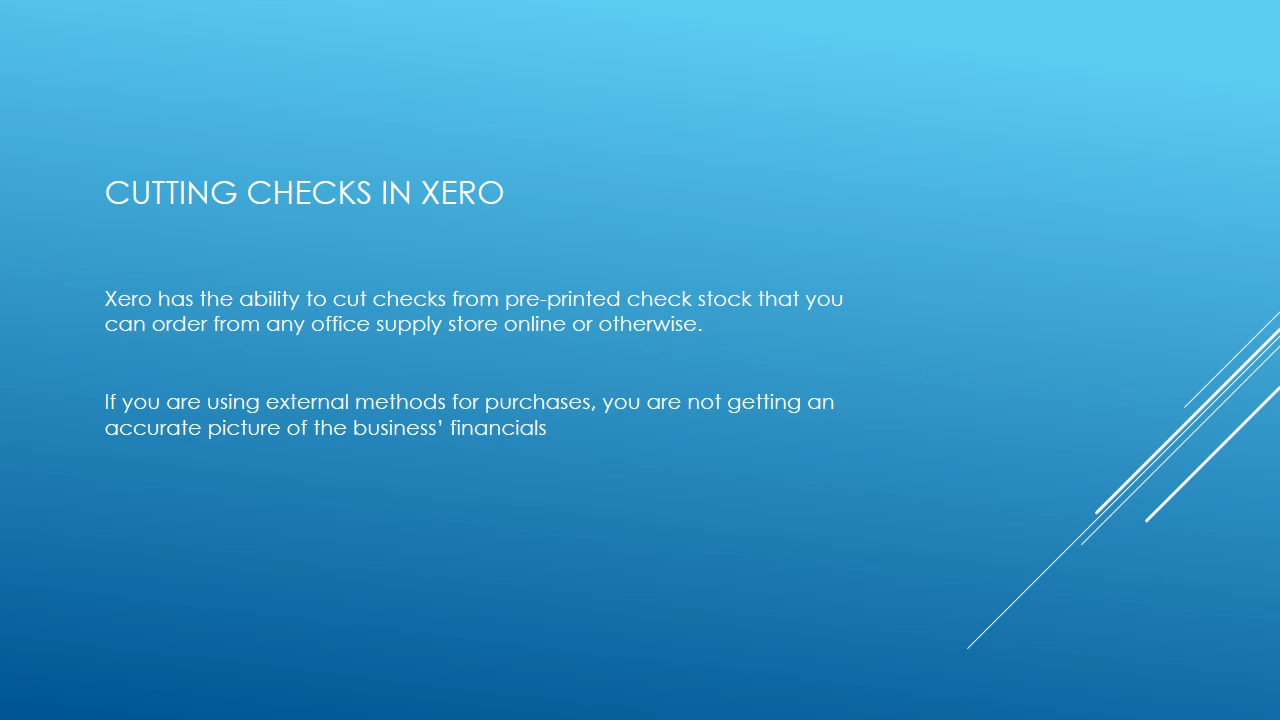 CUTTING CHECKS IN XERO
Xero has the ability to cut checks from pre-printed check stock that you
can order from any office supply store online or otherwise.
If you are using external methods for purchases, you are not getting an
accurate picture of the business’ financials